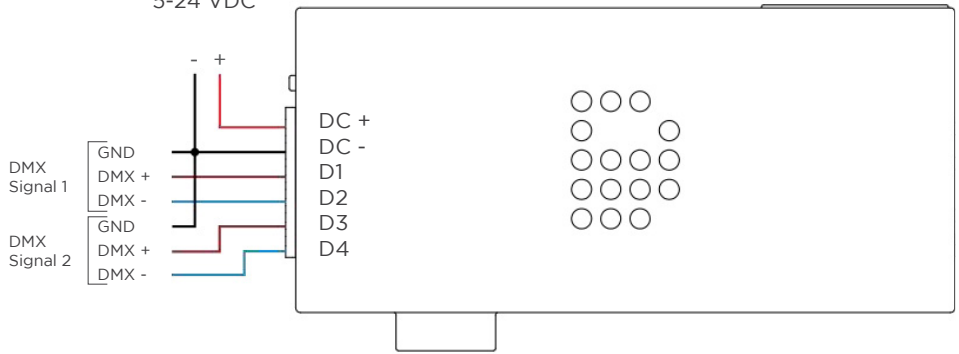 5-24 VDC
- +
DC +
DC -
D1
D2
D3
D4
DMX
Signal 1
GND
DMX +
DMX -
DMX
Signal 2
GND
DMX +
DMX -